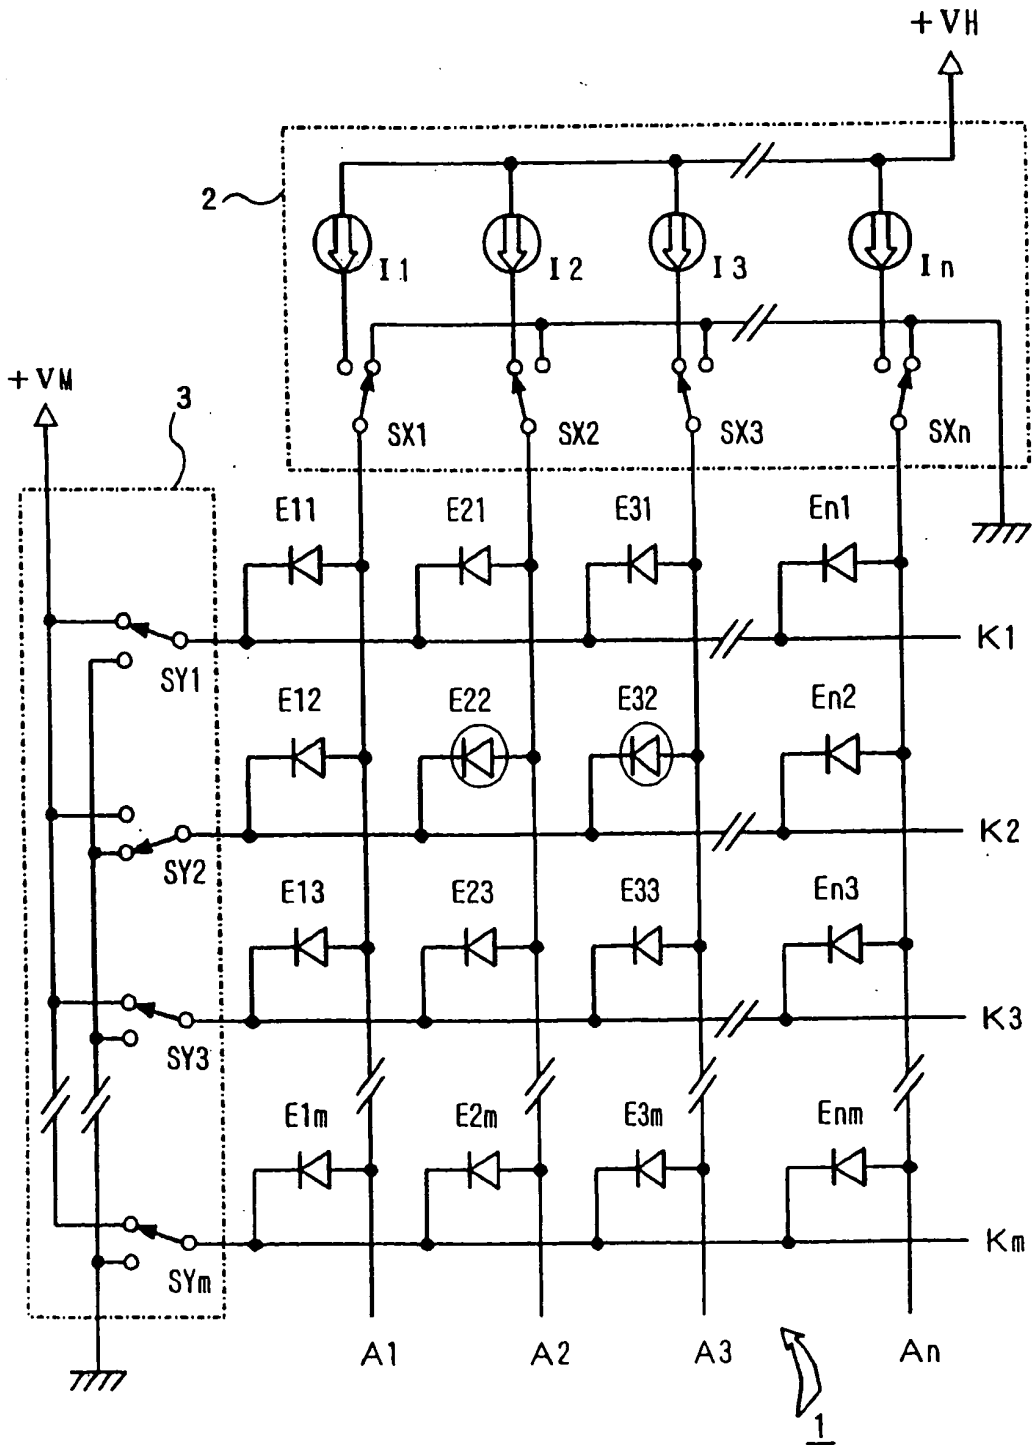 +VH
2
I1 I2 I3 In
+VM
3
SX1 SX2 SX3 SXn
E11 E21 E31 En1
K1
SY1
E12 E22 E32 En2
K2
SY2
E13 E23 E33 En3
K3
SY3
E1m E2m E3m Enm
Km
SYm
A1 A2 A3 An
1